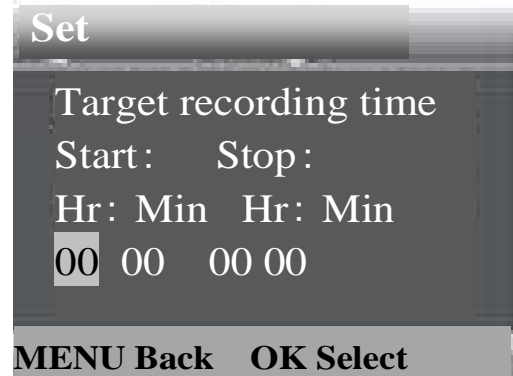 Set
Target recording time
Start: Stop:
Hr: Min Hr: Min
00 00 00 00
MENU Back OK Select